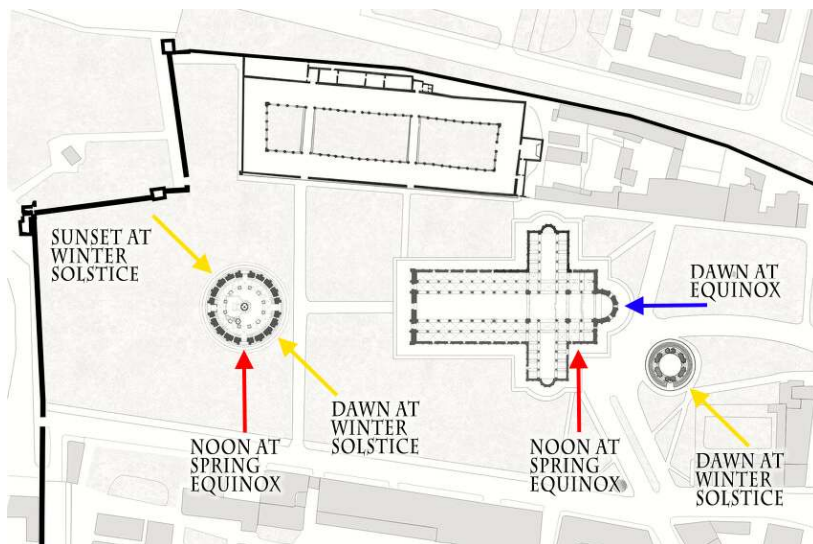 SUNSET AT
WINTER
SOLSTICE
DAWN AT
EQUINOX
NOON AT
SPRING
EQUINOX
DAWN AT
WINTER
SOLSTICE
NOON AT
SPRING
EQUINOX
DAWN AT
WINTER
SOLSTICE